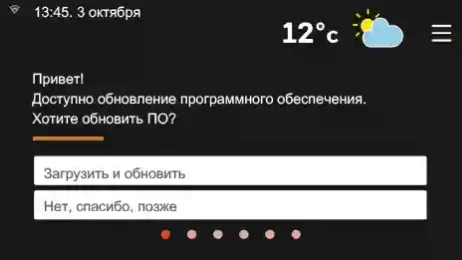 13:45. 3 октября
12°c
Привет!
Доступно обновление программного обеспечения.
Хотите обновить ПО?
Загрузить и обновить
Нет, спасибо, позже